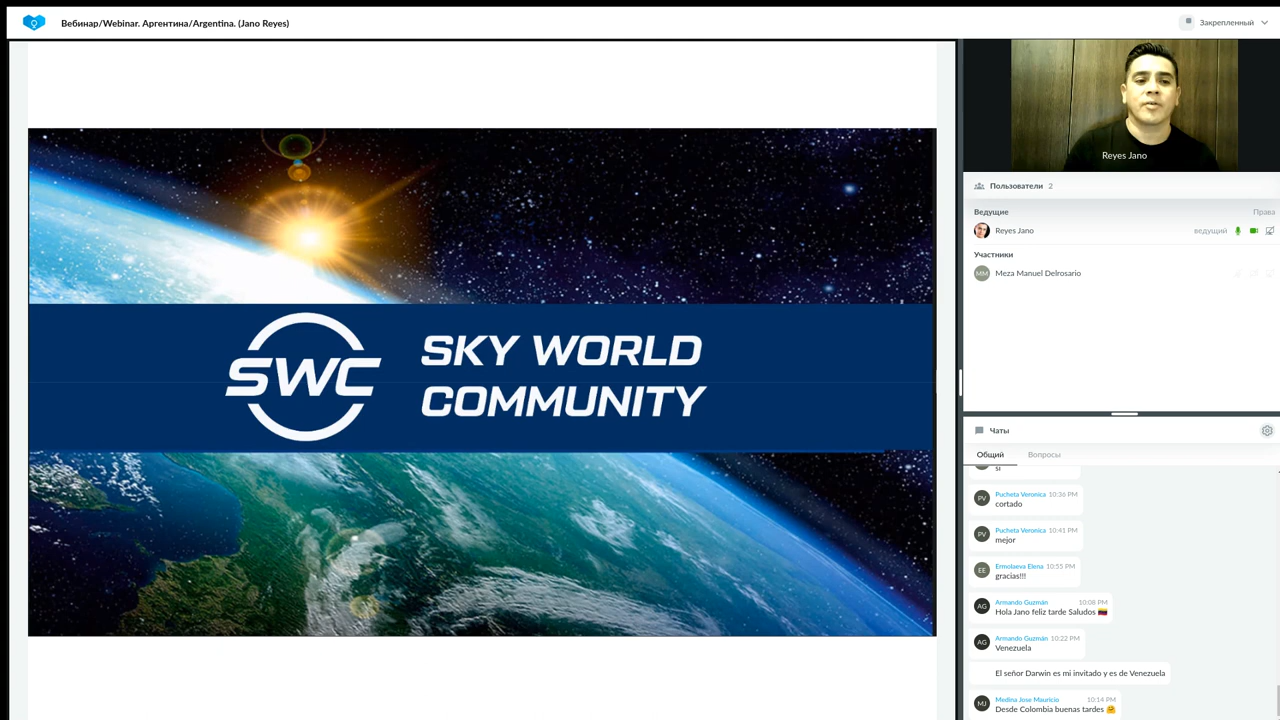 Вебинар/Webinar. Аргентина/Argentina. (Jano Reyes)
Закрепленный
SWC
SKY WORLD
COMMUNITY
Reyes Jano
Пользователи 2
Ведущие Права
Reyes Jano ведущий
Участники
MM Meza Manuel Delrosario
Чаты
Общий Вопросы
si
PV Pucheta Veronica 10:36 PM
cortado
PV Pucheta Veronica 10:41 PM
mejor
EE Ermolaeva Elena 10:55 PM
gracias!!!
AG Armando Guzmán 10:08 PM
Hola Jano feliz tarde Saludos 🇻🇪
AG Armando Guzmán 10:22 PM
Venezuela
El señor Darwin es mi invitado y es de Venezuela
MJ Medina Jose Mauricio 10:14 PM
Desde Colombia buenas tardes 🤗